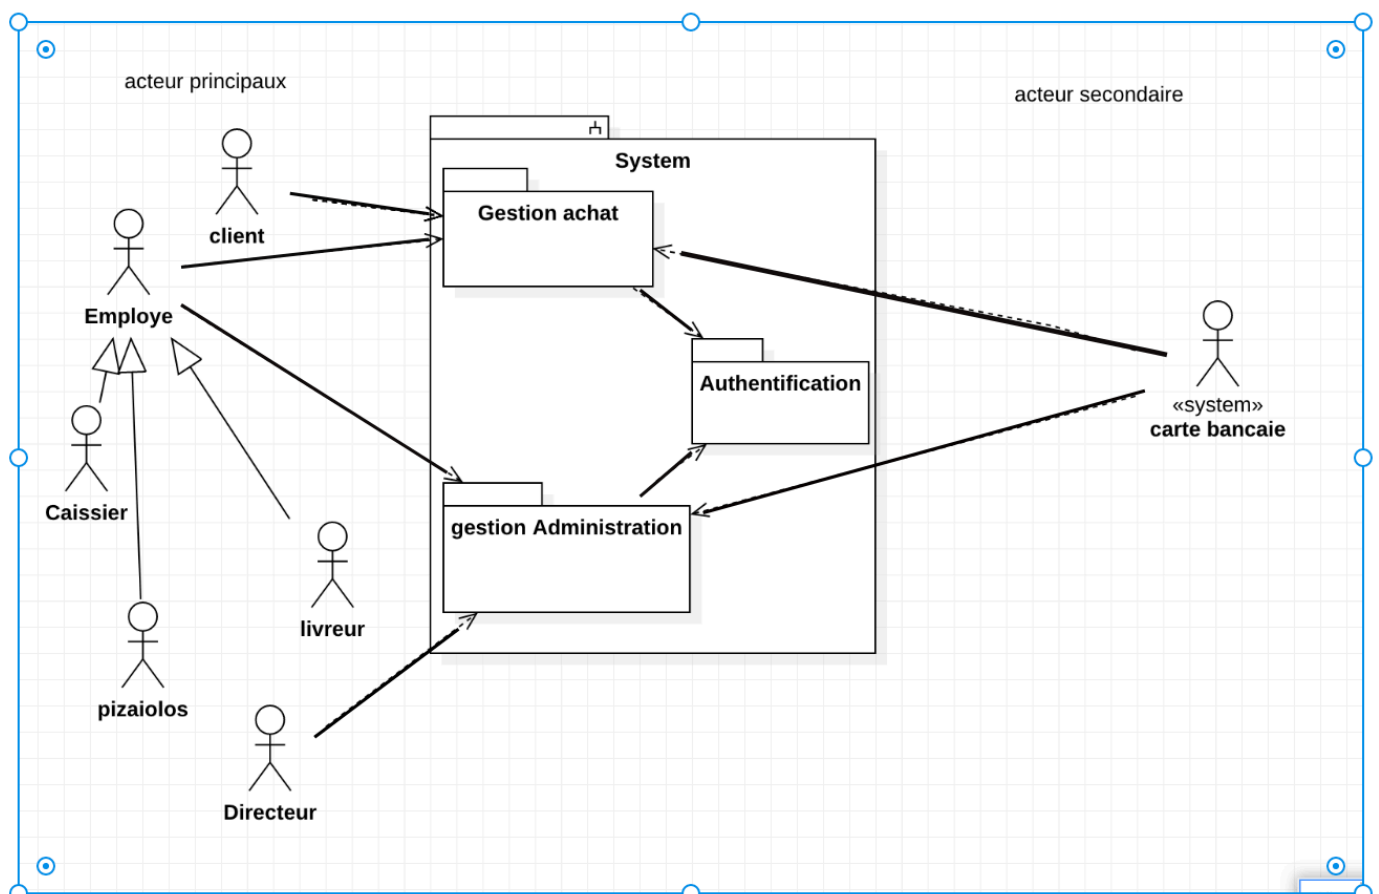 acteur principaux
acteur secondaire
client
System
Gestion achat
Employe
Authentification
«system»
carte bancaie
Caissier
gestion Administration
livreur
pizaiolos
Directeur